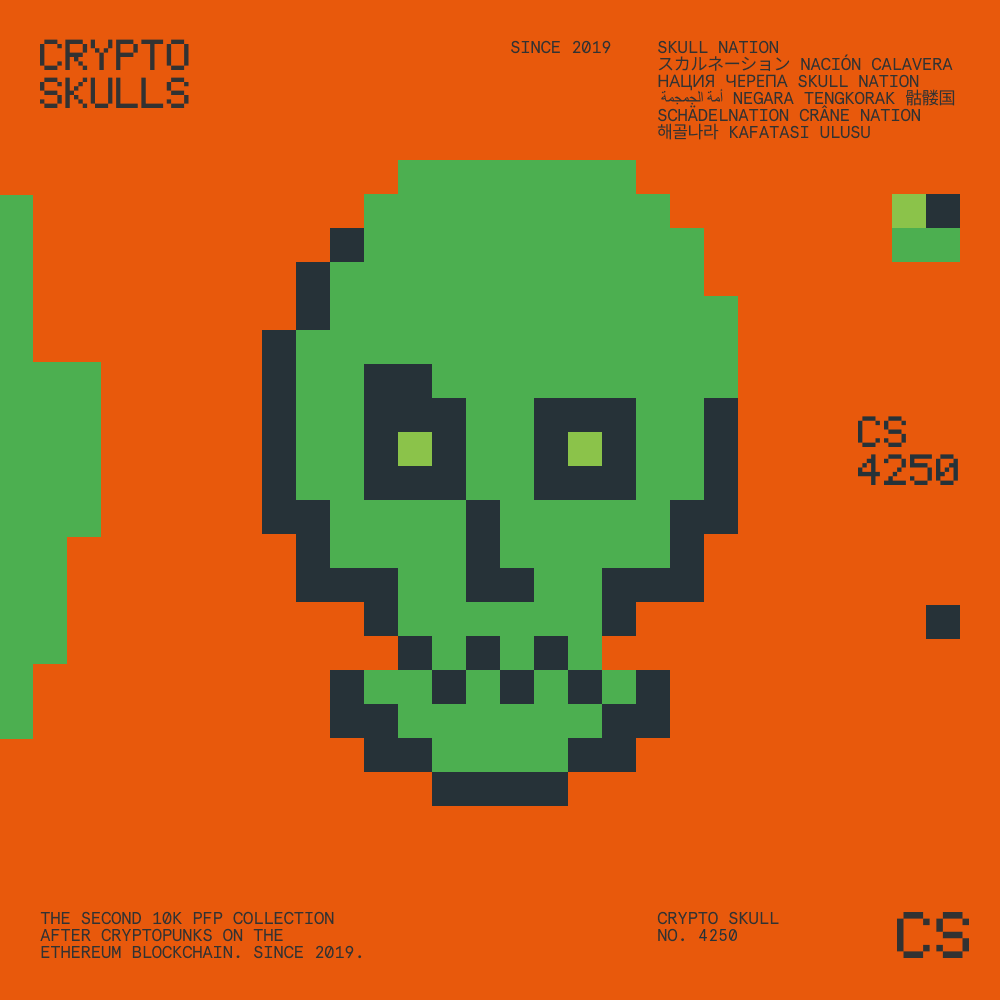 CRYPTO
SKULLS
SINCE 2019
SKULL NATION
スカルネーション NACIÓN CALAVERA
НАЦИЯ ЧЕРЕПА SKULL NATION
أمة الجمجمة NEGARA TENGKORAK 骷髅国
SCHÄDELNATION CRÂNE NATION
해골나라 KAFATASI ULUSU
CS
4250
THE SECOND 10K PFP COLLECTION
AFTER CRYPTOPUNKS ON THE
ETHEREUM BLOCKCHAIN. SINCE 2019.
CRYPTO SKULL
NO. 4250
CS